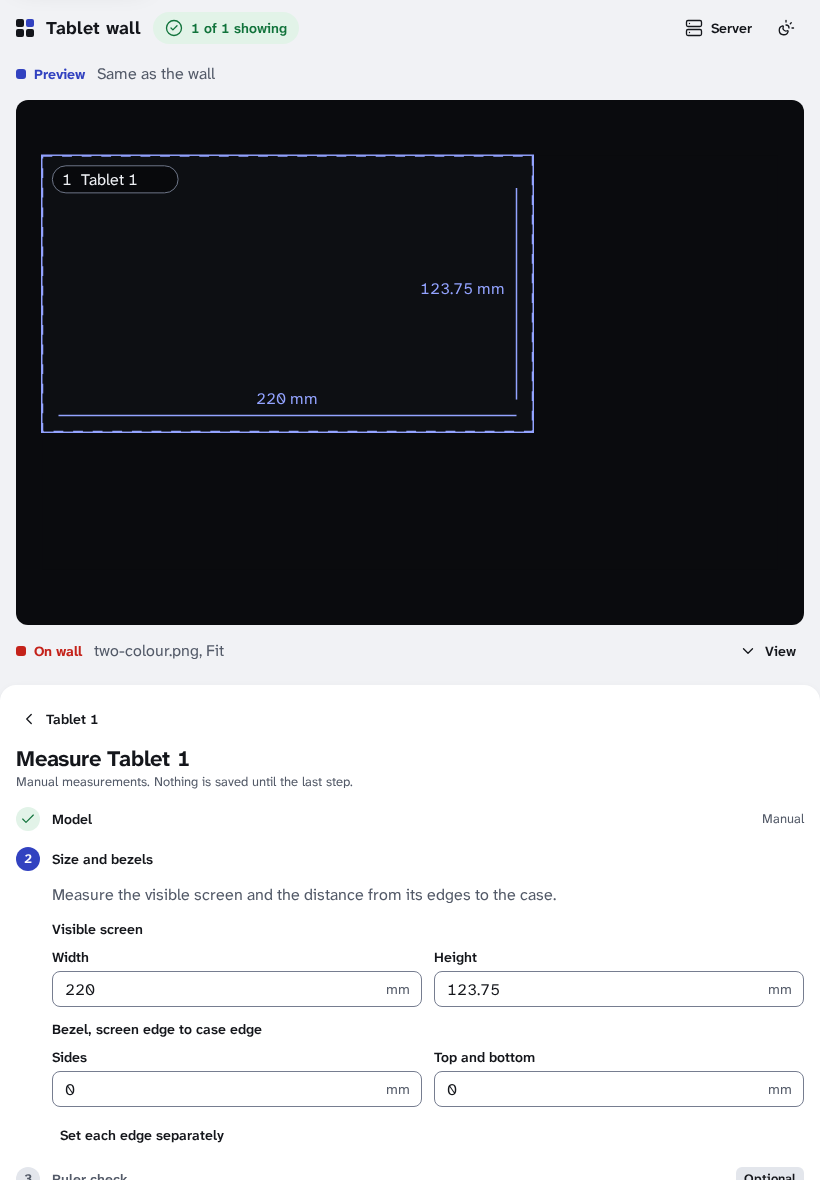 Tablet wall
1 of 1 showing
Server
Preview
Same as the wall
1 Tablet 1
123.75 mm
220 mm
On wall
two-colour.png, Fit
View
Tablet 1
Measure Tablet 1
Manual measurements. Nothing is saved until the last step.
Model
Manual
2
Size and bezels
Measure the visible screen and the distance from its edges to the case.
Visible screen
Width
Height
220 mm
123.75 mm
Bezel, screen edge to case edge
Sides
Top and bottom
0 mm
0 mm
Set each edge separately
3
Ruler check
Optional